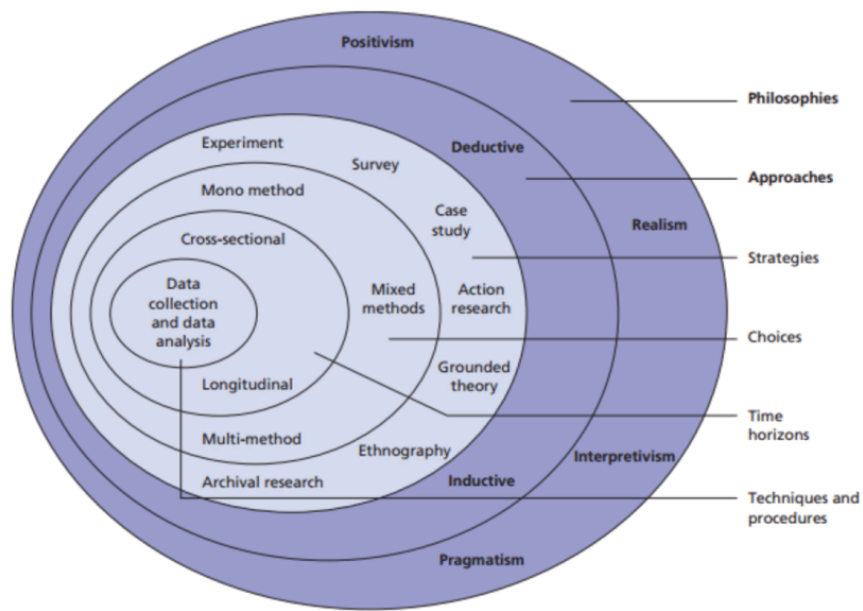 Positivism
Philosophies
Experiment
Deductive
Survey
Approaches
Mono method
Case
study
Realism
Cross-sectional
Strategies
Data
collection
and data
analysis
Mixed
methods
Action
research
Choices
Grounded
theory
Longitudinal
Time
horizons
Multi-method
Ethnography
Interpretivism
Archival research
Inductive
Techniques and
procedures
Pragmatism